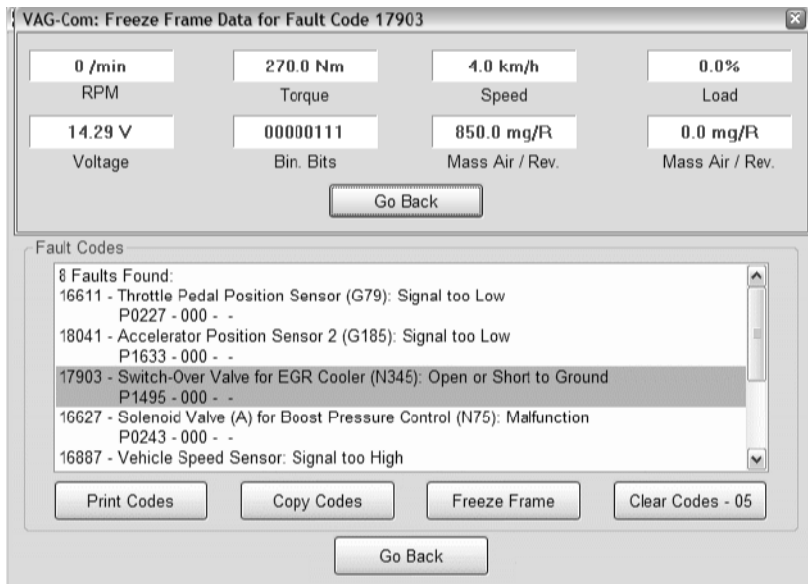 VAG-Com: Freeze Frame Data for Fault Code 17903
0 /min 270.0 Nm 4.0 km/h 0.0%
RPM Torque Speed Load
14.29 V 00000111 850.0 mg/R 0.0 mg/R
Voltage Bin. Bits Mass Air / Rev. Mass Air / Rev.
Go Back
Fault Codes
8 Faults Found:
16611 - Throttle Pedal Position Sensor (G79): Signal too Low
P0227 - 000 - -
18041 - Accelerator Position Sensor 2 (G185): Signal too Low
P1633 - 000 - -
17903 - Switch-Over Valve for EGR Cooler (N345): Open or Short to Ground
P1495 - 000 - -
16627 - Solenoid Valve (A) for Boost Pressure Control (N75): Malfunction
P0243 - 000 - -
16887 - Vehicle Speed Sensor: Signal too High
Print Codes Copy Codes Freeze Frame Clear Codes - 05
Go Back